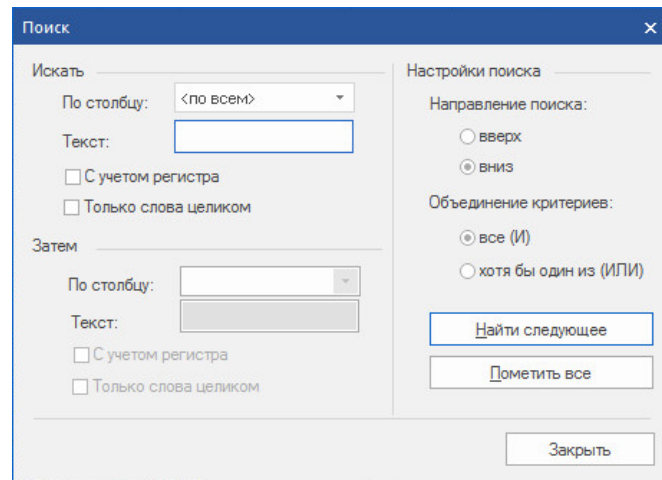 Поиск
Искать
По столбцу: <по всем>
Текст:
С учетом регистра
Только слова целиком
Затем
По столбцу:
Текст:
С учетом регистра
Только слова целиком
Настройки поиска
Направление поиска:
вверх
вниз
Объединение критериев:
все (И)
хотя бы один из (ИЛИ)
Найти следующее
Пометить все
Закрыть